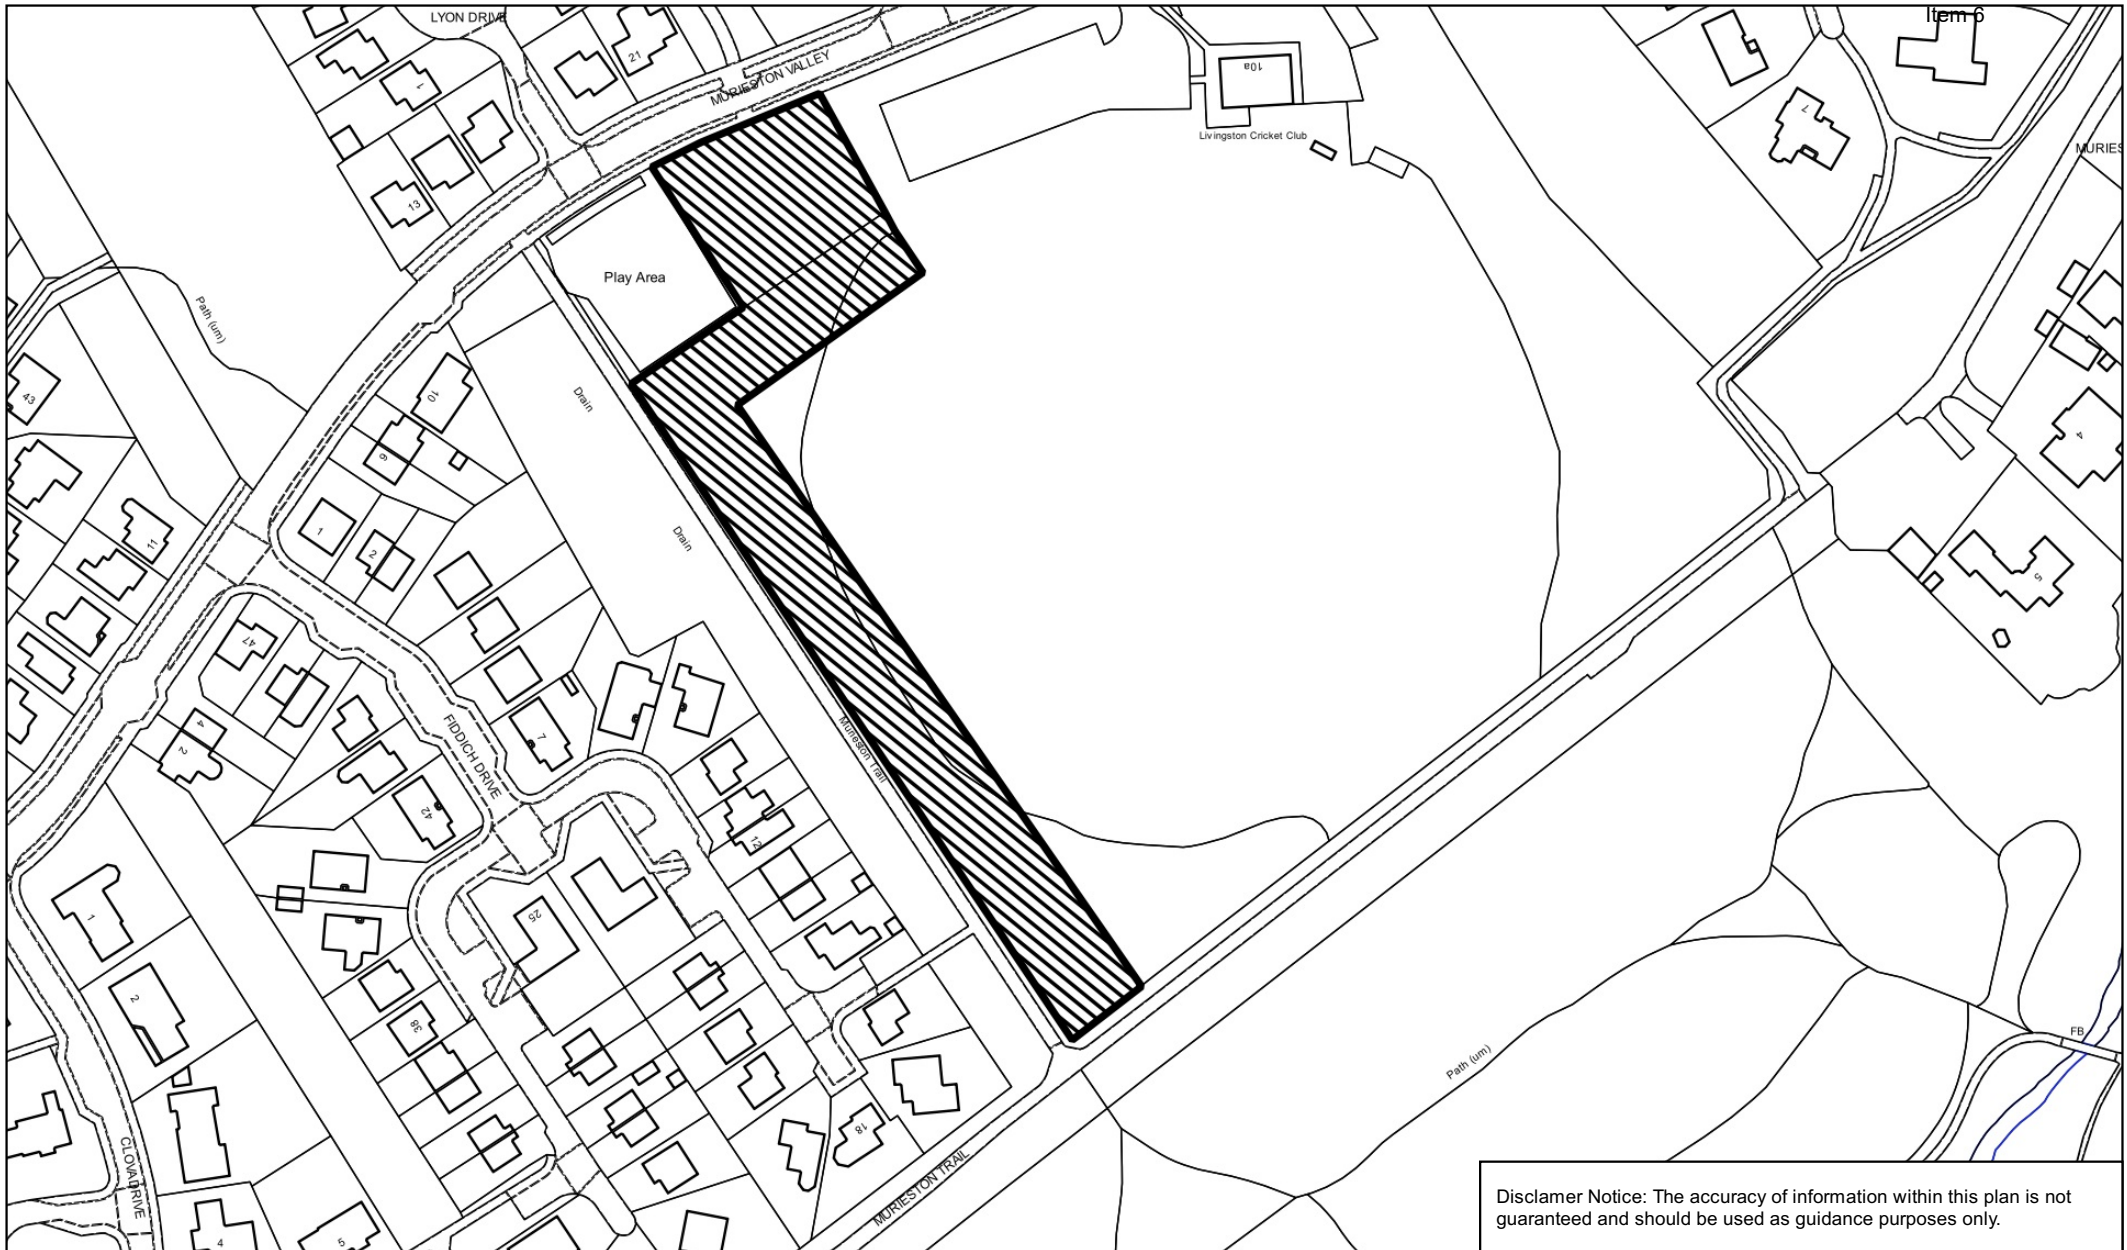 Item 6
LYON DRIVE
21
MURIESTON VALLEY
1
10a
Livingston Cricket Club
7
MURIES
13
Play Area
Path (um)
43
10
Drain
9
4
11
1
2
Drain
5
47
Murieston Trail
4
2
7
FIDDICH DRIVE
42
12
1
25
2
38
FB
Path (um)
18
CLOVA DRIVE
MURIESTON TRAIL
4
5
Disclamer Notice: The accuracy of information within this plan is not
guaranteed and should be used as guidance purposes only.